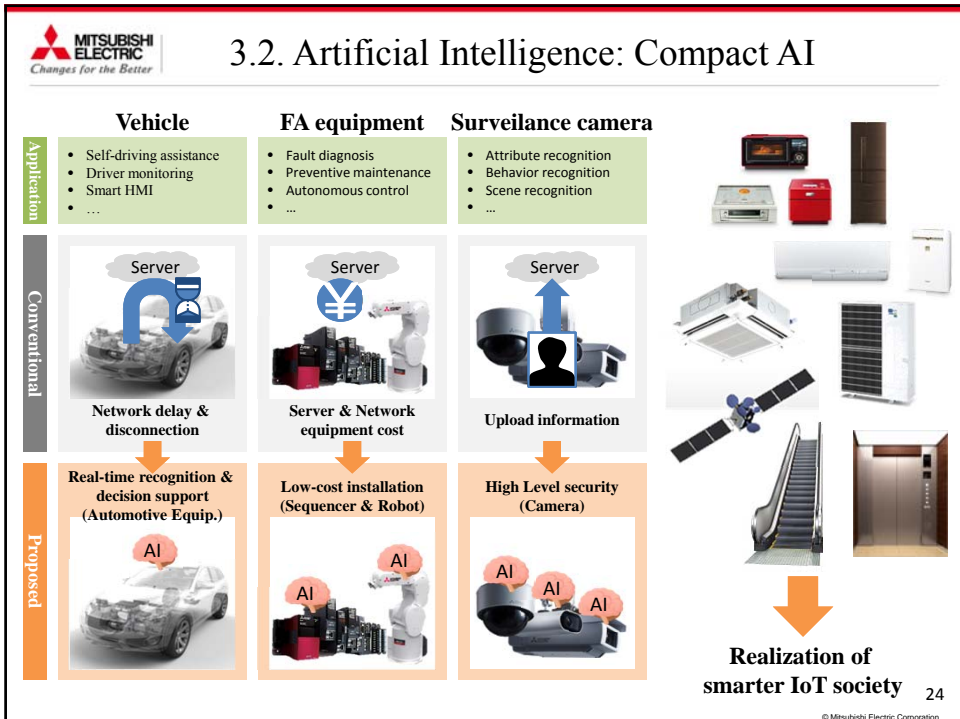 MITSUBISHI
ELECTRIC
Changes for the Better
3.2. Artificial Intelligence: Compact AI
Vehicle
FA equipment
Surveilance camera
Application
• Self-driving assistance
• Driver monitoring
• Smart HMI
• …
• Fault diagnosis
• Preventive maintenance
• Autonomous control
• …
• Attribute recognition
• Behavior recognition
• Scene recognition
• …
Conventional
Server
Network delay &
disconnection
Server
¥
Server & Network
equipment cost
Server
Upload information
Proposed
Real-time recognition &
decision support
(Automotive Equip.)
AI
Low-cost installation
(Sequencer & Robot)
AI
AI
High Level security
(Camera)
AI
AI
AI
Realization of
smarter IoT society
24
© Mitsubishi Electric Corporation